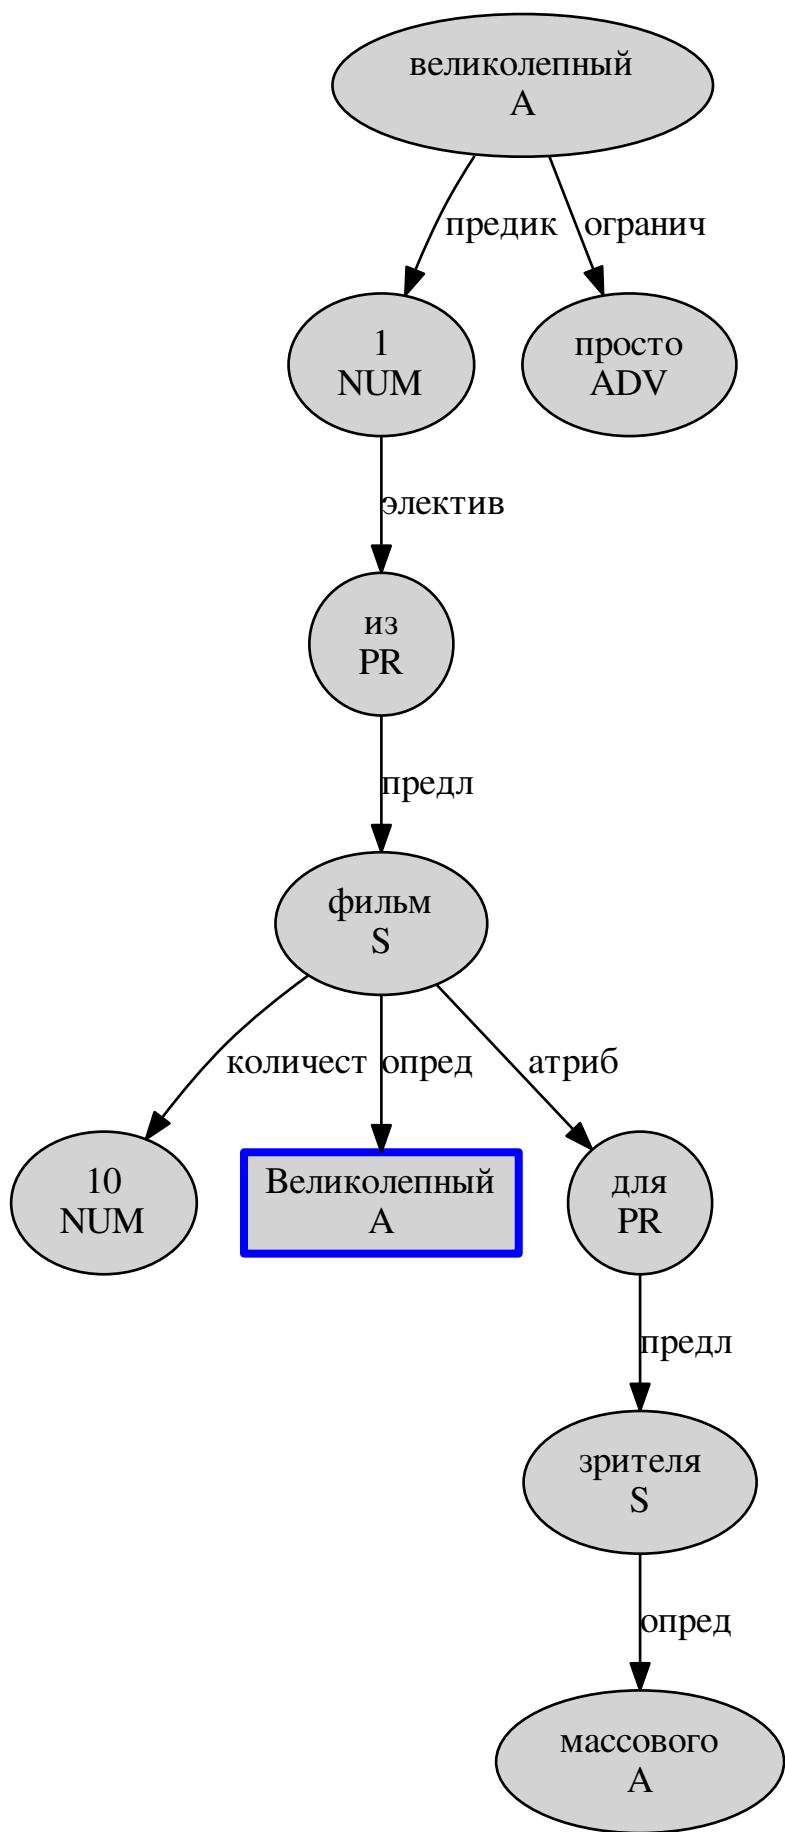 великолепный
A
предик
огранич
1
NUM
просто
ADV
электив
из
PR
предл
фильм
S
количест
опред
атриб
10
NUM
Великолепный
A
для
PR
предл
зрителя
S
опред
массового
A